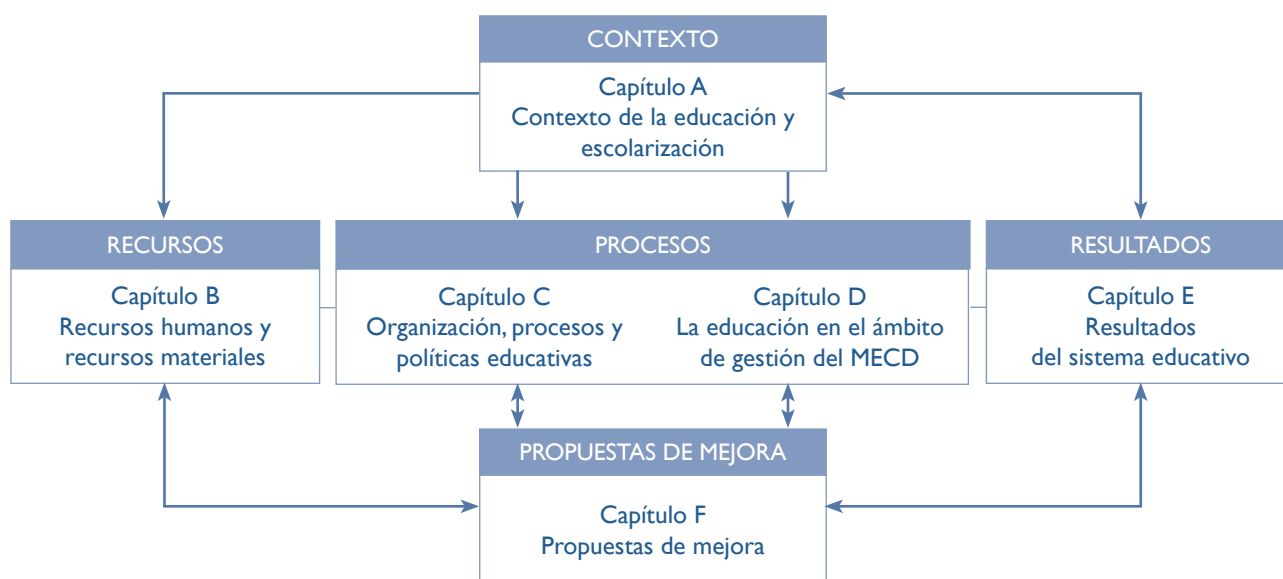 CONTEXTO
Capítulo A
Contexto de la educación y
escolarización
RECURSOS
Capítulo B
Recursos humanos y
recursos materiales
PROCESOS
Capítulo C
Organización, procesos y
políticas educativas
Capítulo D
La educación en el ámbito
de gestión del MECD
RESULTADOS
Capítulo E
Resultados
del sistema educativo
PROPUESTAS DE MEJORA
Capítulo F
Propuestas de mejora